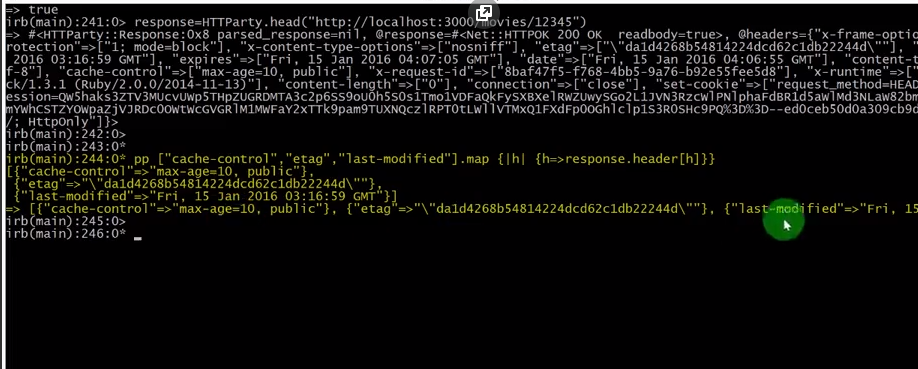 => true
irb(main):241:0> response=HTTParty.head("http://localhost:3000/movies/12345")
=> #<HTTParty::Response:0x8 parsed_response=nil, @response=#<Net::HTTPOK 200 OK  readbody=true>, @headers={"x-frame-optio
rotection"=>["1; mode=block"], "x-content-type-options"=>["nosniff"], "etag"=>["\"da1d4268b54814224dcd62c1db22244d\""],
 2016 03:16:59 GMT"], "expires"=>["Fri, 15 Jan 2016 04:07:05 GMT"], "date"=>["Fri, 15 Jan 2016 04:06:55 GMT"], "content-t
f-8"], "cache-control"=>["max-age=10, public"], "x-request-id"=>["8baf47f5-f768-4bb5-9a76-b92e55fee5d8"], "x-runtime"=>[
ck/1.3.1 (Ruby/2.0.0/2014-11-13)"], "content-length"=>["0"], "connection"=>["close"], "set-cookie"=>["request_method=HEAD
/; HttpOnly"]}>
irb(main):242:0>
irb(main):243:0*
irb(main):244:0* pp ["cache-control","etag","last-modified"].map {|h| {h=>response.header[h]}}
[{"cache-control"=>"max-age=10, public"},
 {"etag"=>"\"da1d4268b54814224dcd62c1db22244d\""},
 {"last-modified"=>"Fri, 15 Jan 2016 03:16:59 GMT"}]
=> [{"cache-control"=>"max-age=10, public"}, {"etag"=>"\"da1d4268b54814224dcd62c1db22244d\""}, {"last-modified"=>"Fri, 15
irb(main):245:0>
irb(main):246:0* _